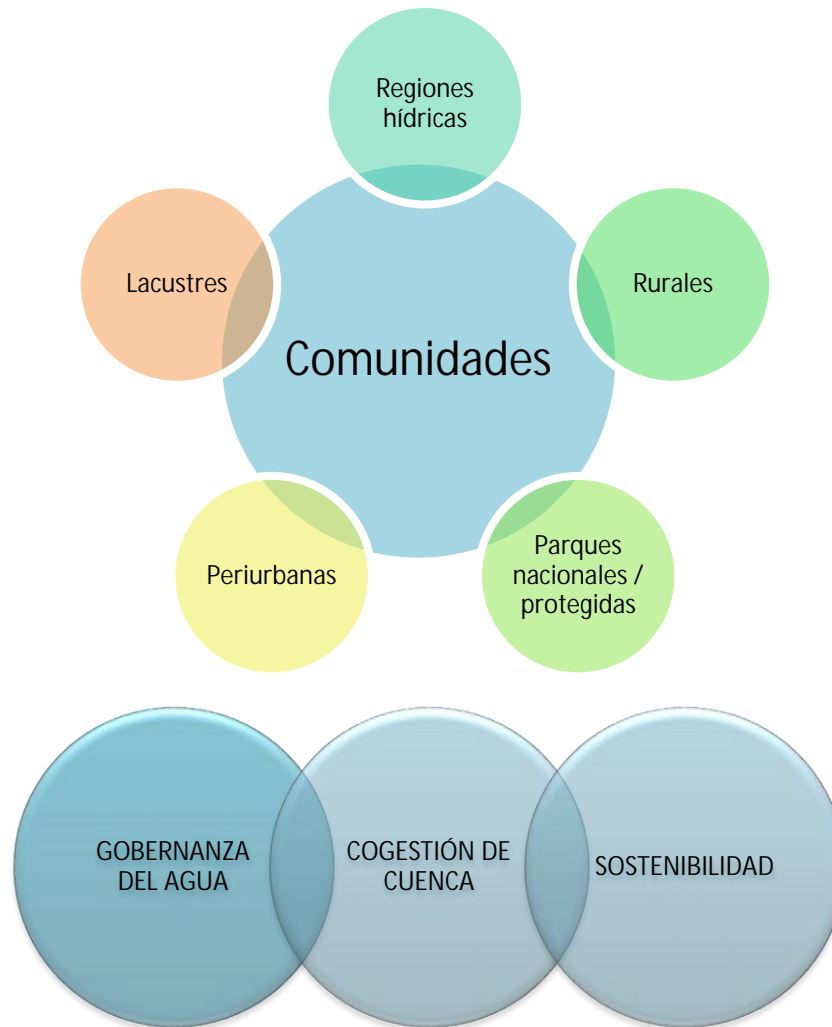 Regiones
hídricas
Lacustres
Rurales
Comunidades
Periurbanas
Parques
nacionales /
protegidas
GOBERNANZA
DEL AGUA
COGESTIÓN DE
CUENCA
SOSTENIBILIDAD